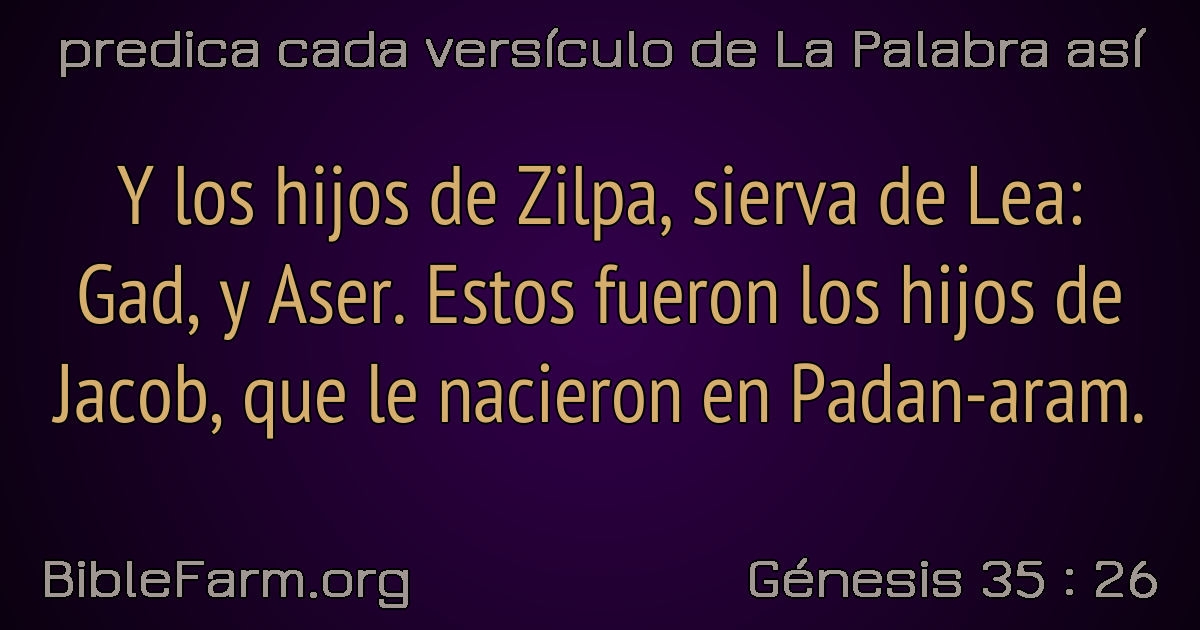 predica cada versículo de La Palabra así
Y los hijos de Zilpa, sierva de Lea:
Gad, y Aser. Estos fueron los hijos de
Jacob, que le nacieron en Padan-aram.
BibleFarm.org
Génesis 35 : 26